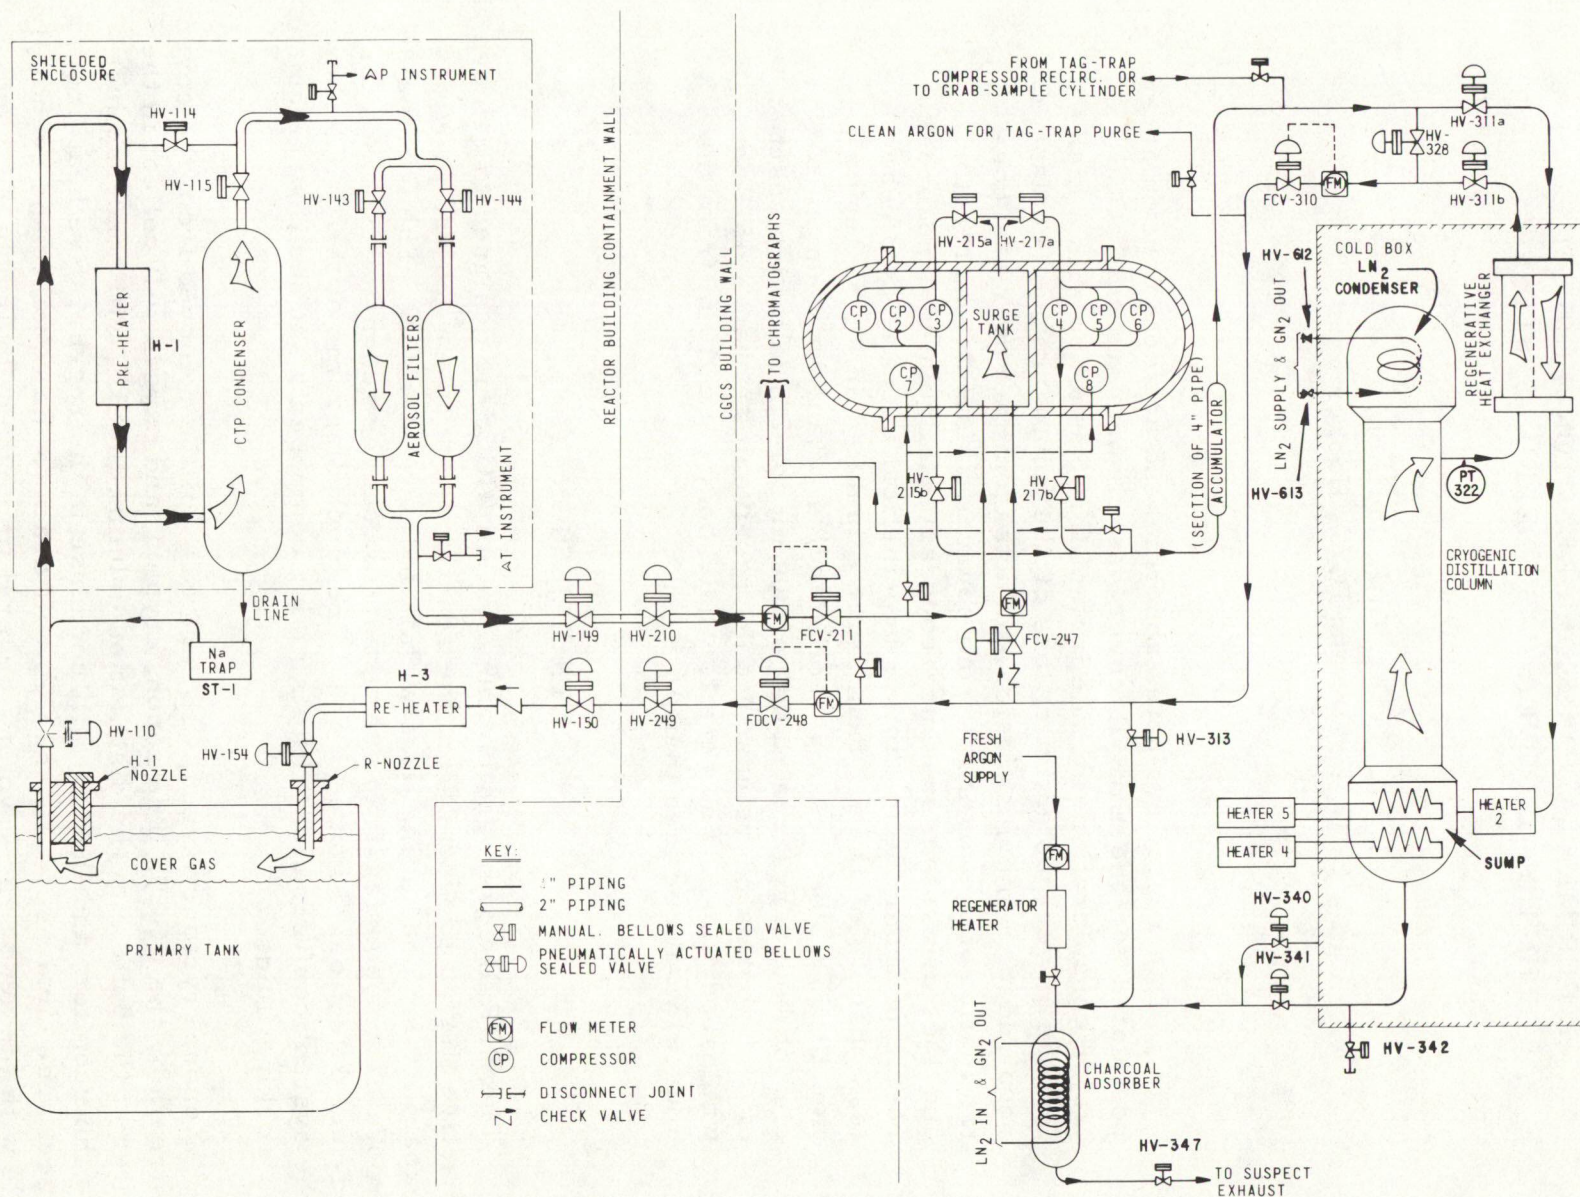 SHIELDED
ENCLOSURE
ΔP INSTRUMENT
HV-114
HV-115
HV-143
HV-144
PRE-HEATER
H-1
CTP CONDENSER
AEROSOL FILTERS
ΔT INSTRUMENT
DRAIN
LINE
Na
TRAP
ST-1
HV-110
H-1
NOZZLE
HV-154
R-NOZZLE
H-3
RE-HEATER
COVER GAS
PRIMARY TANK
HV-149
HV-210
HV-150
HV-249
REACTOR BUILDING CONTAINMENT WALL
CGCS BUILDING WALL
TO CHROMATOGRAPHS
FM
FCV-211
FDCV-248
FM
FROM TAG-TRAP
COMPRESSOR RECIRC. OR
TO GRAB-SAMPLE CYLINDER
CLEAN ARGON FOR TAG-TRAP PURGE
HV-215a
HV-217a
CP
1
CP
2
CP
3
SURGE
TANK
CP
4
CP
5
CP
6
CP
7
CP
8
HV-
215b
HV-
217b
FM
FCV-247
(SECTION OF 4" PIPE)
ACCUMULATOR
HV-311a
HV-
328
FCV-310
FM
HV-311b
HV-612
HV-613
LN2 SUPPLY & GN2 OUT
COLD BOX
LN2
CONDENSER
REGENERATIVE
HEAT EXCHANGER
PT
322
CRYOGENIC
DISTILLATION
COLUMN
HEATER 5
HEATER 4
HEATER
2
SUMP
HV-340
HV-341
HV-342
HV-313
FRESH
ARGON
SUPPLY
FM
REGENERATOR
HEATER
LN2 IN & GN2 OUT
CHARCOAL
ADSORBER
HV-347
TO SUSPECT
EXHAUST
KEY:
" PIPING
2" PIPING
MANUAL. BELLOWS SEALED VALVE
PNEUMATICALLY ACTUATED BELLOWS
SEALED VALVE
FM FLOW METER
CP COMPRESSOR
DISCONNECT JOINT
CHECK VALVE